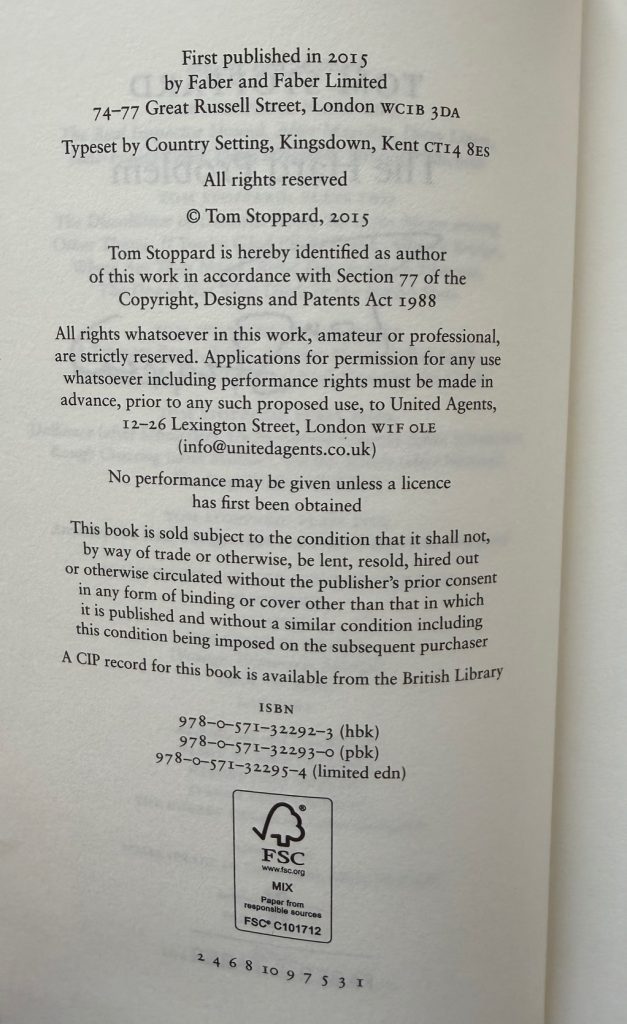 First published in 2015
by Faber and Faber Limited
74–77 Great Russell Street, London WC1B 3DA
Typeset by Country Setting, Kingsdown, Kent CT14 8ES
All rights reserved
© Tom Stoppard, 2015
Tom Stoppard is hereby identified as author
of this work in accordance with Section 77 of the
Copyright, Designs and Patents Act 1988
All rights whatsoever in this work, amateur or professional,
are strictly reserved. Applications for permission for any use
whatsoever including performance rights must be made in
advance, prior to any such proposed use, to United Agents,
12–26 Lexington Street, London W1F 0LE
(info@unitedagents.co.uk)
No performance may be given unless a licence
has first been obtained
This book is sold subject to the condition that it shall not,
by way of trade or otherwise, be lent, resold, hired out
or otherwise circulated without the publisher's prior consent
in any form of binding or cover other than that in which
it is published and without a similar condition including
this condition being imposed on the subsequent purchaser
A CIP record for this book is available from the British Library
ISBN
978–0–571–32292–3 (hbk)
978–0–571–32293–0 (pbk)
978–0–571–32295–4 (limited edn)
®
FSC
www.fsc.org
MIX
Paper from
responsible sources
FSC® C101712
2 4 6 8 10 9 7 5 3 1